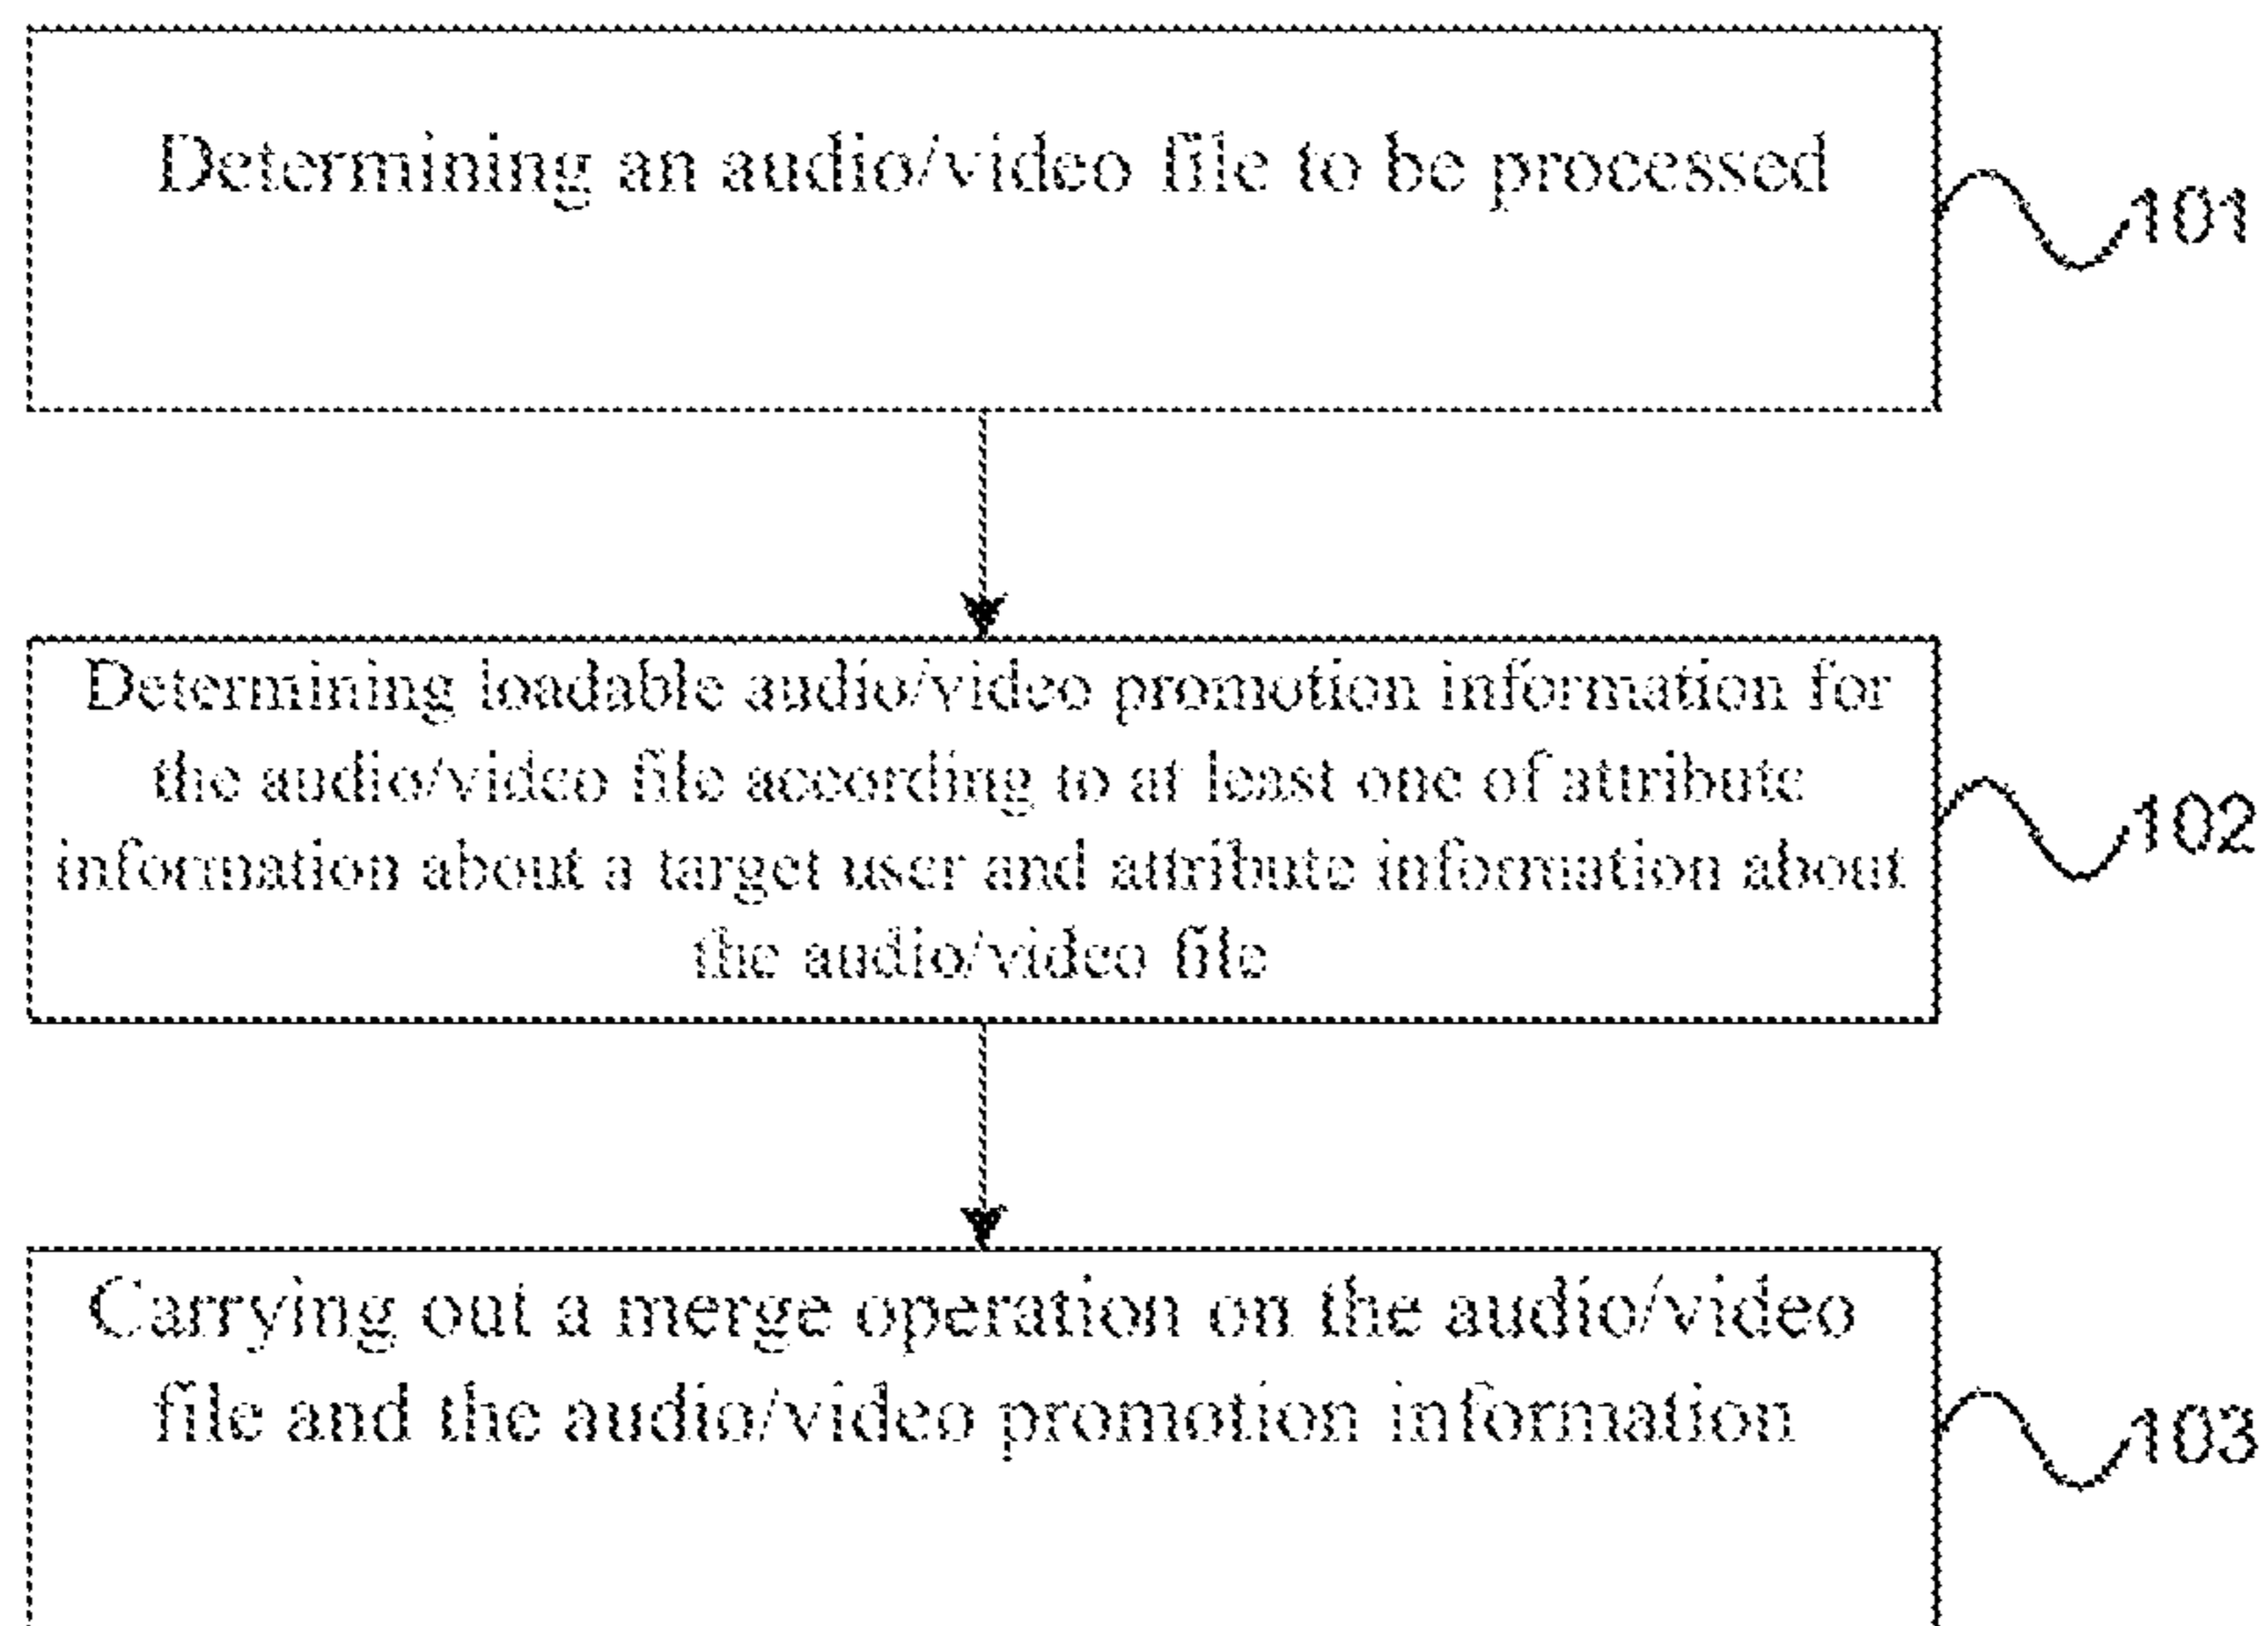 Determining an audio/video file to be processed
101
Determining loadable audio/video promotion information for
the audio/video file according to at least one of attribute
information about a target user and attribute information about
the audio/video file
102
Carrying out a merge operation on the audio/video
file and the audio/video promotion information
103